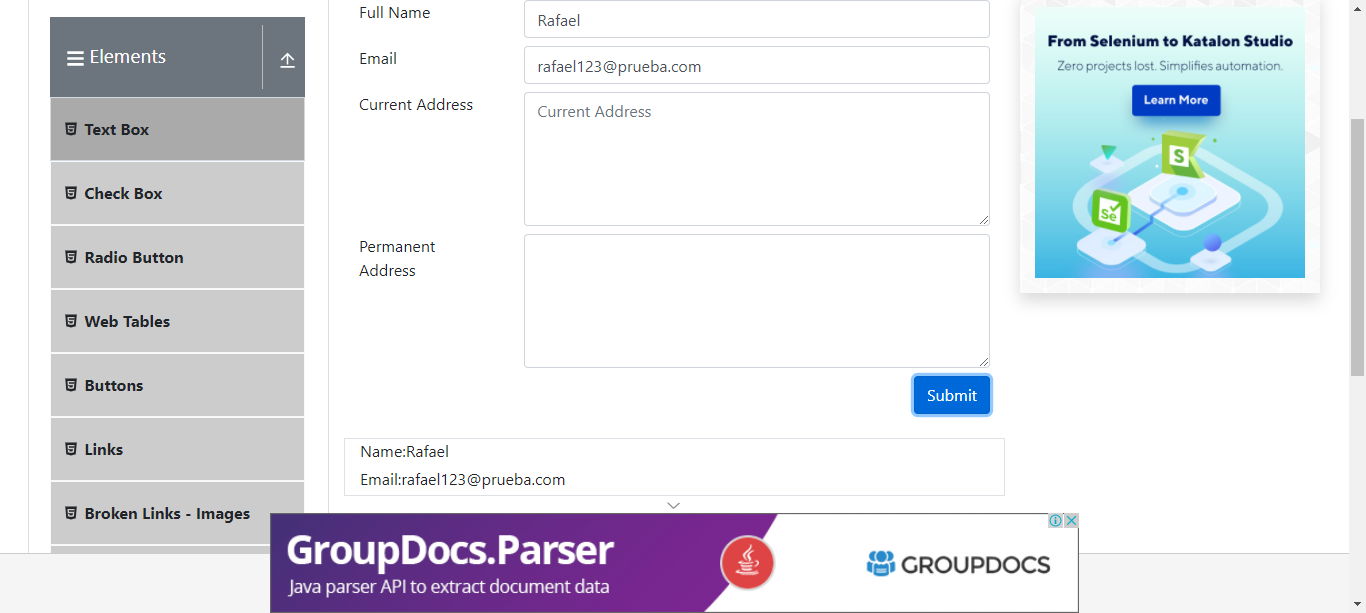 Elements
Text Box
Check Box
Radio Button
Web Tables
Buttons
Links
Broken Links - Images
Full Name
Rafael
Email
rafael123@prueba.com
Current Address
Current Address
Permanent
Address
Submit
Name:Rafael
Email:rafael123@prueba.com
From Selenium to Katalon Studio
Zero projects lost. Simplifies automation.
Learn More
S
Se
GroupDocs.Parser
Java parser API to extract document data
GROUPDOCS